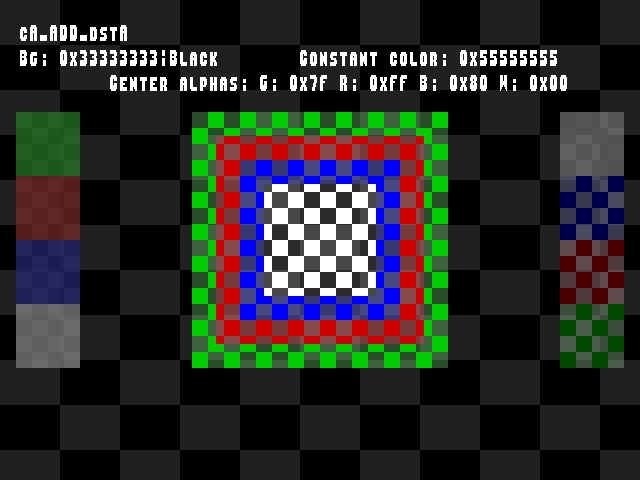 cA_ADD_dstA
Bg: 0x33333333;Black Constant color: 0x55555555
Center alphas: G: 0x7F R: 0xFF B: 0x80 W: 0x00